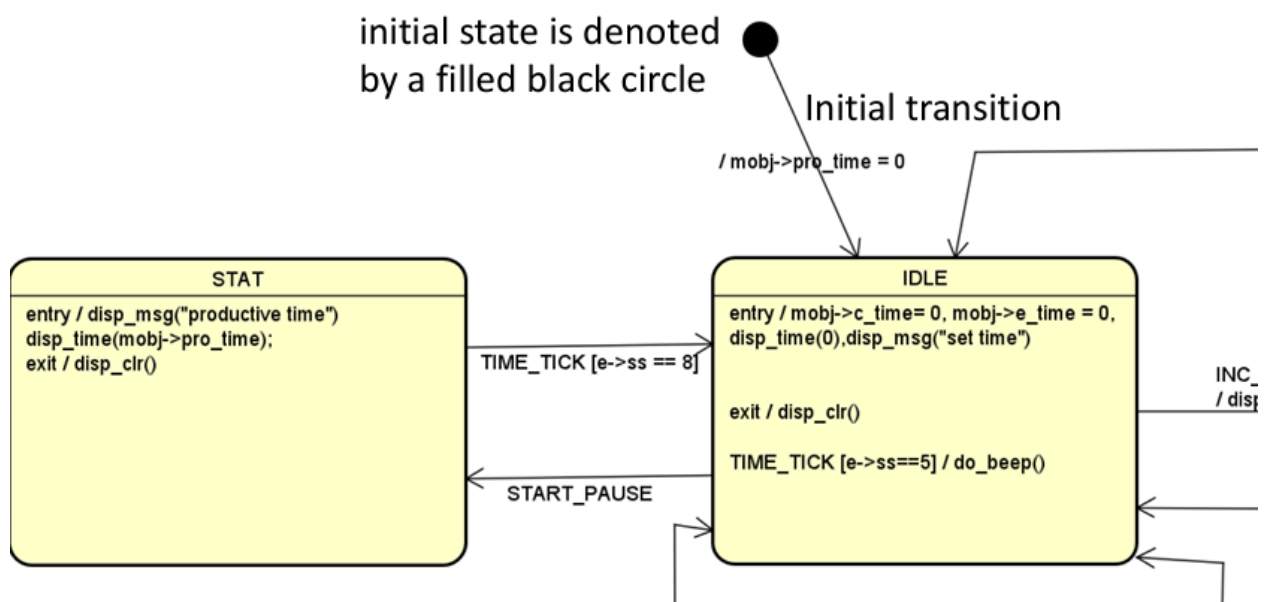 initial state is denoted
by a filled black circle
Initial transition
/ mobj->pro_time = 0
STAT
entry / disp_msg("productive time")
disp_time(mobj->pro_time);
exit / disp_clr()
TIME_TICK [e->ss == 8]
START_PAUSE
IDLE
entry / mobj->c_time= 0, mobj->e_time = 0,
disp_time(0),disp_msg("set time")
exit / disp_clr()
TIME_TICK [e->ss==5] / do_beep()
INC_
/ disp